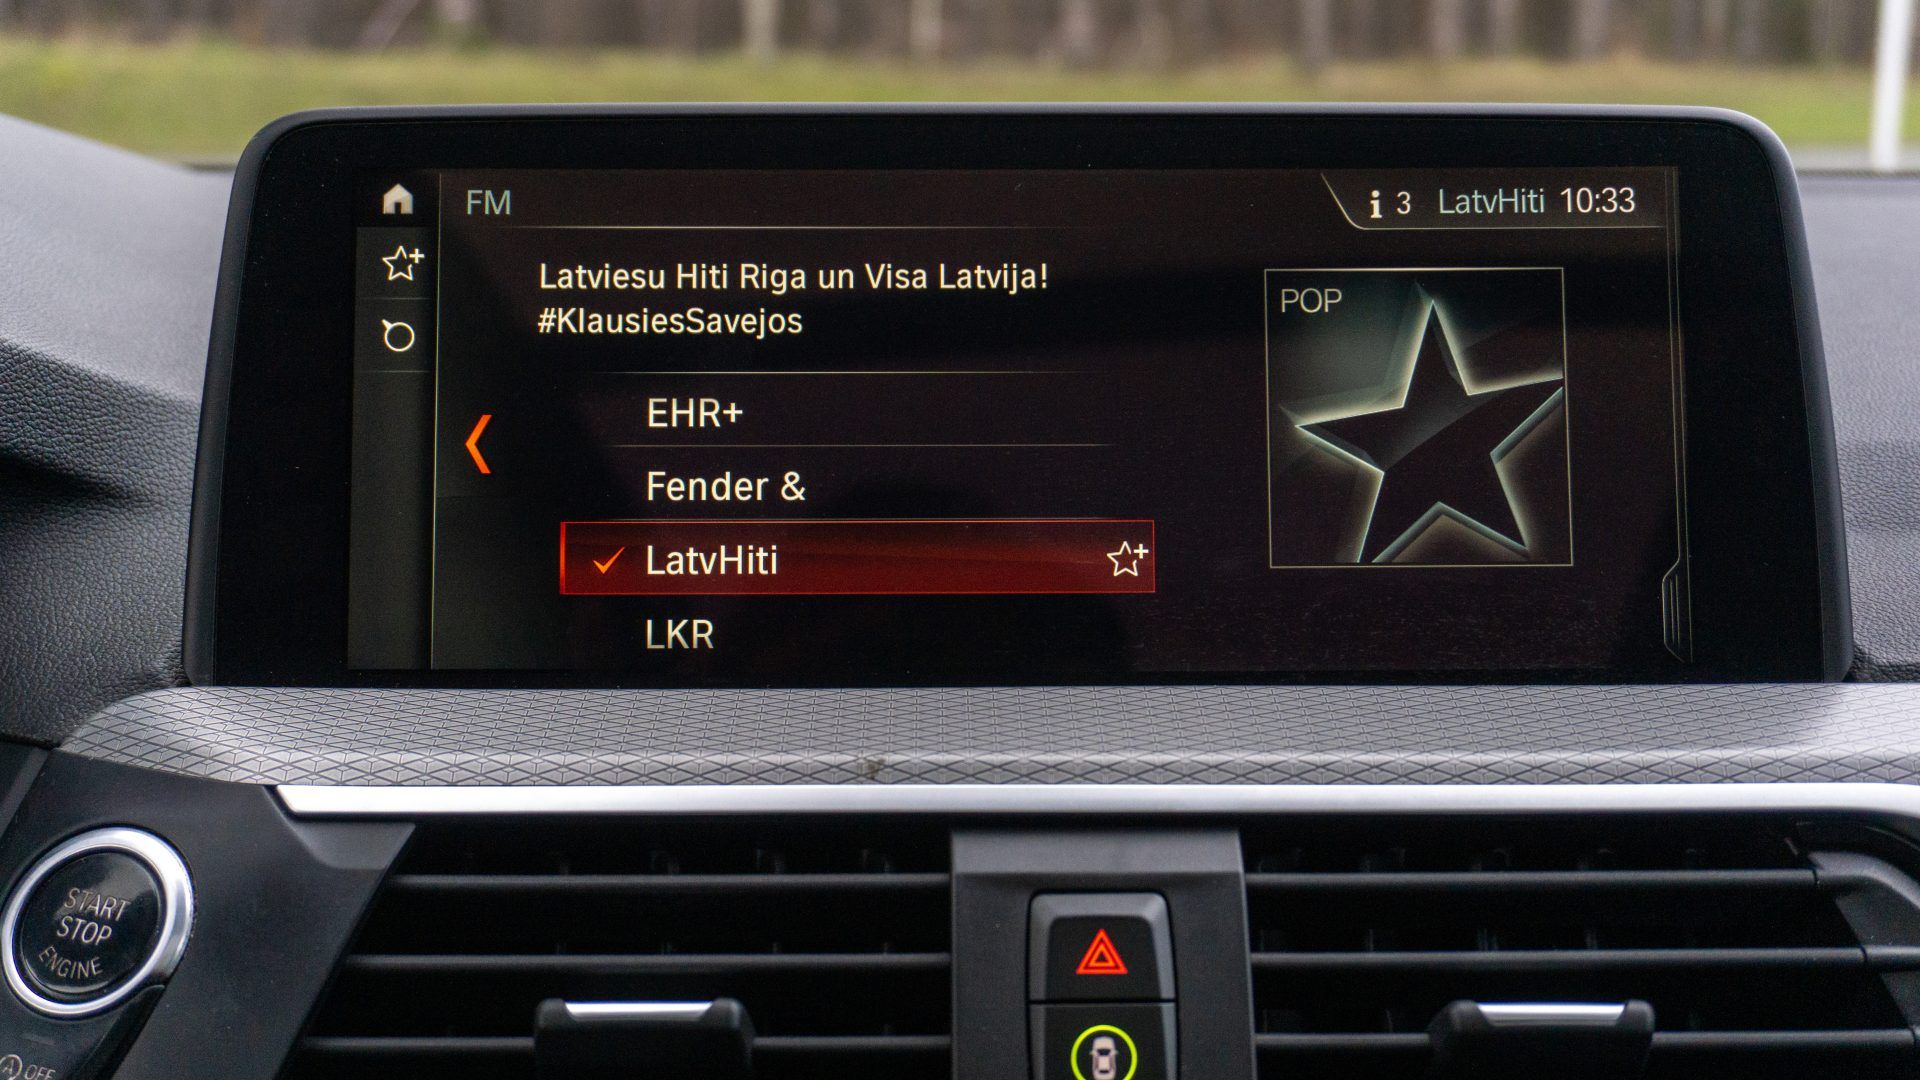 FM
3 LatvHiti 10:33
Latviesu Hiti Riga un Visa Latvija!
#KlausiesSavejos
POP
EHR+
Fender &
LatvHiti
LKR
START
STOP
ENGINE
A OFF